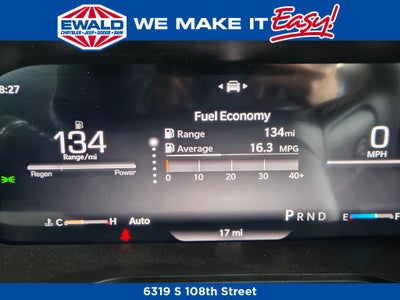 EWALD
CHRYSLER • JEEP • DODGE • RAM
WE MAKE IT Easy!
8:27
Fuel Economy
Range 134mi
Average 16.3 MPG
0 10 20 30 40+
134
Range/mi
Regen Power
0
MPH
C H Auto
PRND
E F
17 mi
6319 S 108th Street